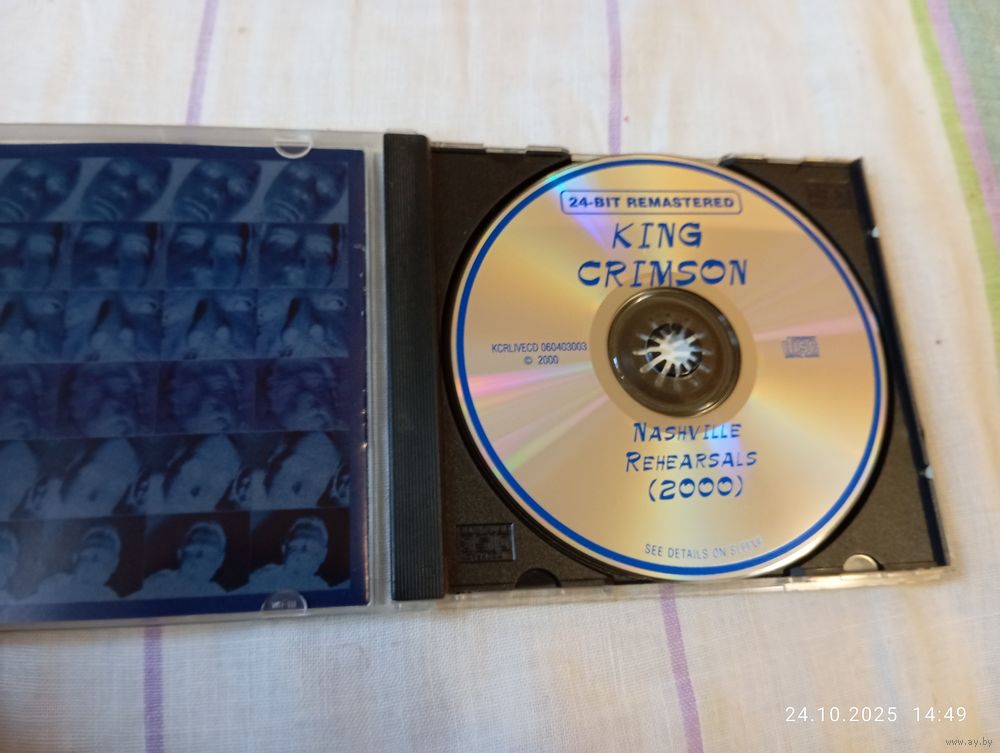 24-BIT REMASTERED
KING
CRIMSON
KCRLIVECD 060403003
© 2000
disc
NASHVILLE
REHEARSALS
(2000)
SEE DETAILS ON SLEEVE
24.10.2025 14:49
www.ay.by